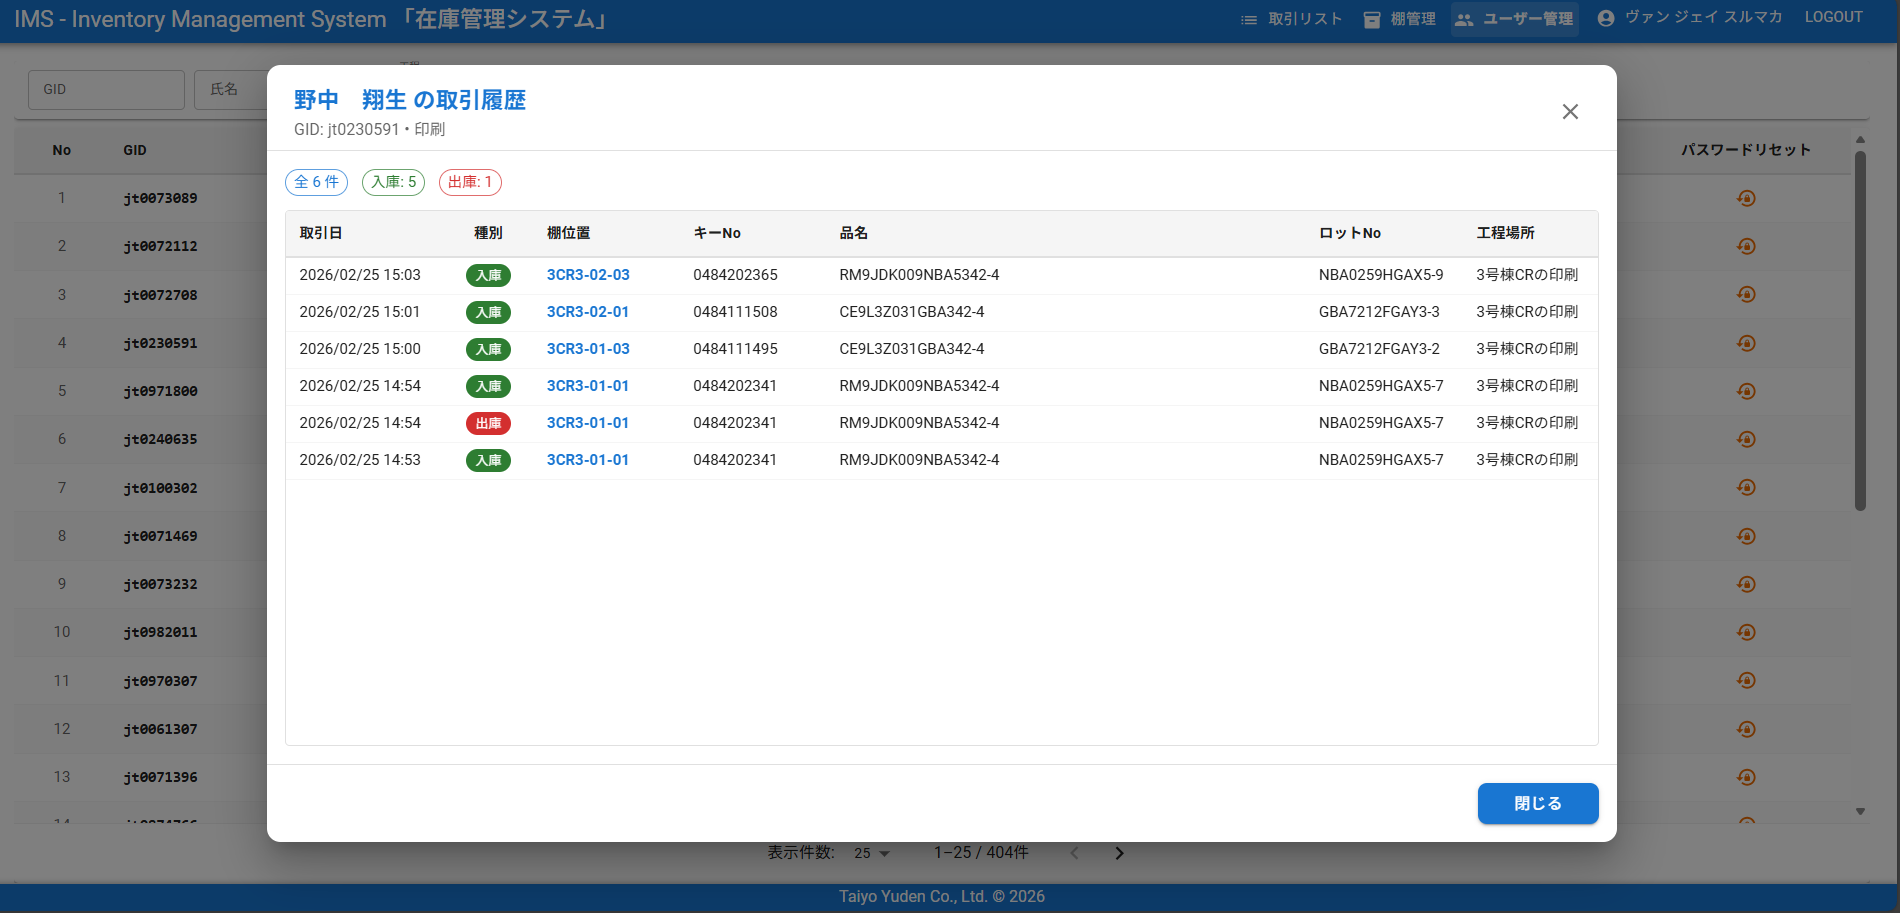 IMS - Inventory Management System 「在庫管理システム」
取引リスト 棚管理 ユーザー管理 ヴァン ジェイ スルマカ LOGOUT
GID 氏名
野中　翔生 の取引履歴
GID: jt0230591 • 印刷
全 6 件 入庫: 5 出庫: 1
取引日 種別 棚位置 キーNo 品名 ロットNo 工程場所
2026/02/25 15:03 入庫 3CR3-02-03 0484202365 RM9JDK009NBA5342-4 NBA0259HGAX5-9 3号棟CRの印刷
2026/02/25 15:01 入庫 3CR3-02-01 0484111508 CE9L3Z031GBA342-4 GBA7212FGAY3-3 3号棟CRの印刷
2026/02/25 15:00 入庫 3CR3-01-03 0484111495 CE9L3Z031GBA342-4 GBA7212FGAY3-2 3号棟CRの印刷
2026/02/25 14:54 入庫 3CR3-01-01 0484202341 RM9JDK009NBA5342-4 NBA0259HGAX5-7 3号棟CRの印刷
2026/02/25 14:54 出庫 3CR3-01-01 0484202341 RM9JDK009NBA5342-4 NBA0259HGAX5-7 3号棟CRの印刷
2026/02/25 14:53 入庫 3CR3-01-01 0484202341 RM9JDK009NBA5342-4 NBA0259HGAX5-7 3号棟CRの印刷
閉じる
No GID パスワードリセット
1 jt0073089
2 jt0072112
3 jt0072708
4 jt0230591
5 jt0971800
6 jt0240635
7 jt0100302
8 jt0071469
9 jt0073232
10 jt0982011
11 jt0970307
12 jt0061307
13 jt0071396
表示件数: 25 1–25 / 404件
Taiyo Yuden Co., Ltd. © 2026